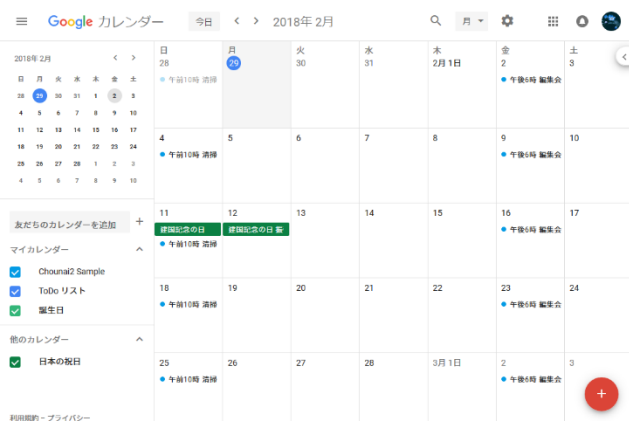 Google カレンダー 今日 2018年 2月 月
2018年 2月
日 月 火 水 木 金 土
28 29 30 31 1 2 3
4 5 6 7 8 9 10
11 12 13 14 15 16 17
18 19 20 21 22 23 24
25 26 27 28 1 2 3
4 5 6 7 8 9 10
友だちのカレンダーを追加
マイカレンダー
Chounai2 Sample
ToDo リスト
誕生日
他のカレンダー
日本の祝日
利用規約 – プライバシー
日 月 火 水 木 金 土
28 29 30 31 2月 1日 2 3
午前10時 清掃 午後6時 編集会
4 5 6 7 8 9 10
午前10時 清掃 午後6時 編集会
11 12 13 14 15 16 17
建国記念の日 建国記念の日 振
午前10時 清掃 午後6時 編集会
18 19 20 21 22 23 24
午前10時 清掃 午後6時 編集会
25 26 27 28 3月 1日 2 3
午前10時 清掃 午後6時 編集会